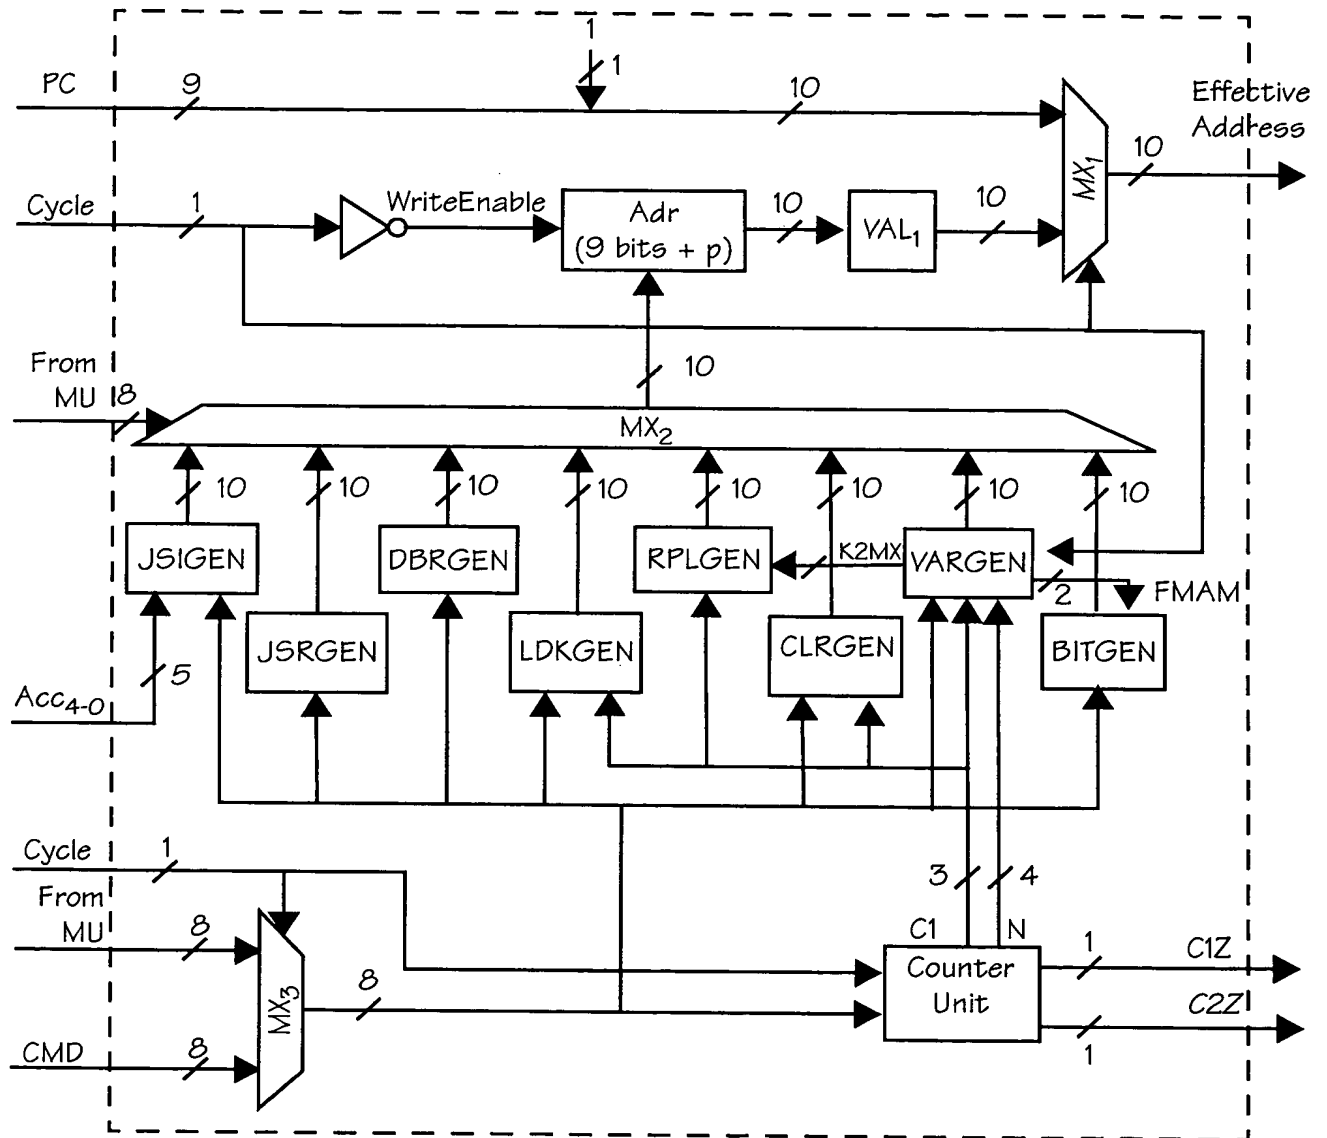 1
PC
9
1
10
Effective
Address
10
MX1
Cycle
1
WriteEnable
Adr
(9 bits + p)
10
VAL1
10
From
MU
8
10
MX2
10
10
10
10
10
10
10
10
JSIGEN
DBRGEN
RPLGEN
K2MX
VARGEN
2
FMAM
JSRGEN
LDKGEN
CLRGEN
BITGEN
5
Acc4-0
Cycle
1
3
4
From
MU
8
C1
N
Counter
Unit
1
C1Z
MX3
8
C2Z
1
CMD
8